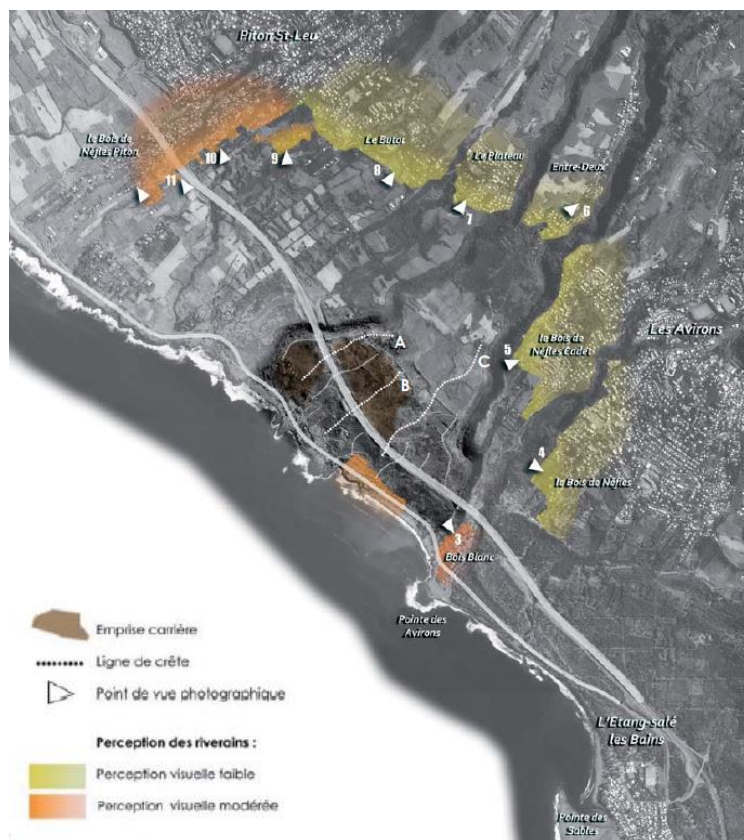 Piton St-Leu
le Bois de
Nèfles Piton
10
11
9
Le Butor
8
Le Plateau
7
Entre-Deux
6
A
B
C
5
le Bois de
Nèfles Cadet
Les Avirons
4
le Bois de Nèfles
3
Bois Blanc
Pointe des
Avirons
L'Etang-salé
les Bains
Pointe des
Sables
Emprise carrière
Ligne de crête
Point de vue photographique
Perception des riverains :
Perception visuelle faible
Perception visuelle modérée